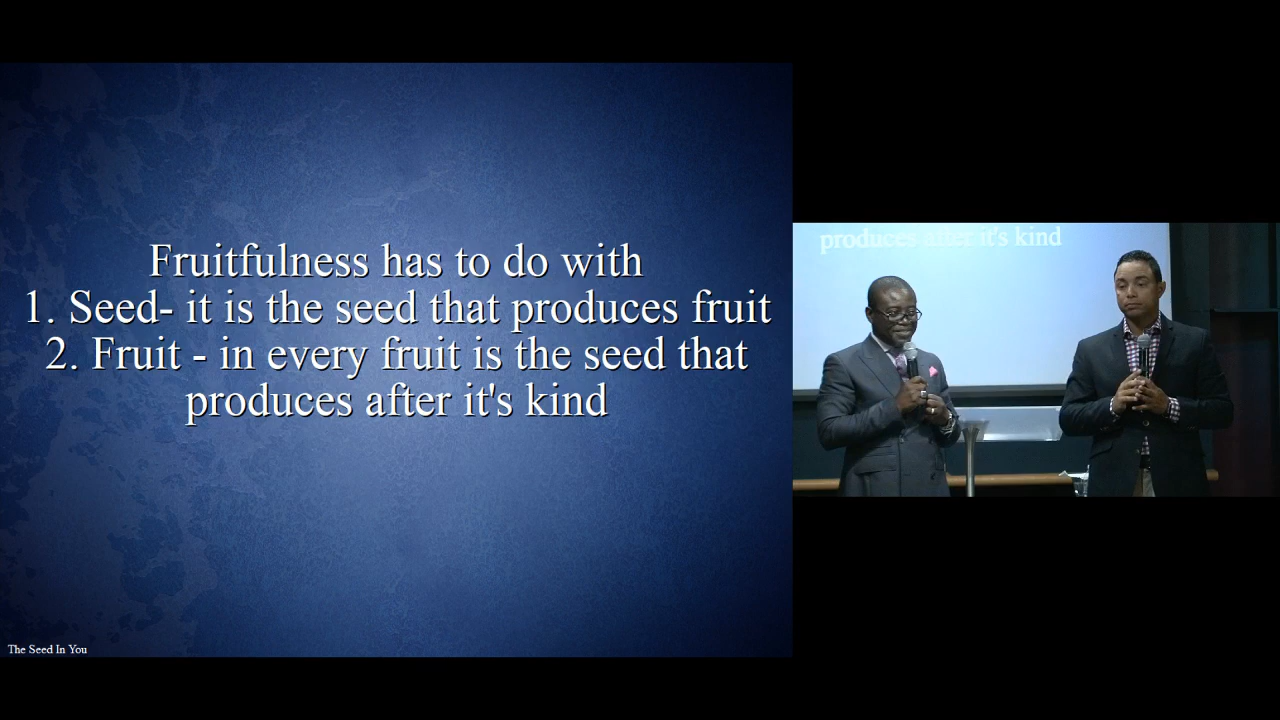 Fruitfulness has to do with
1. Seed- it is the seed that produces fruit
2. Fruit - in every fruit is the seed that
produces after it's kind
The Seed In You
produces after it's kind